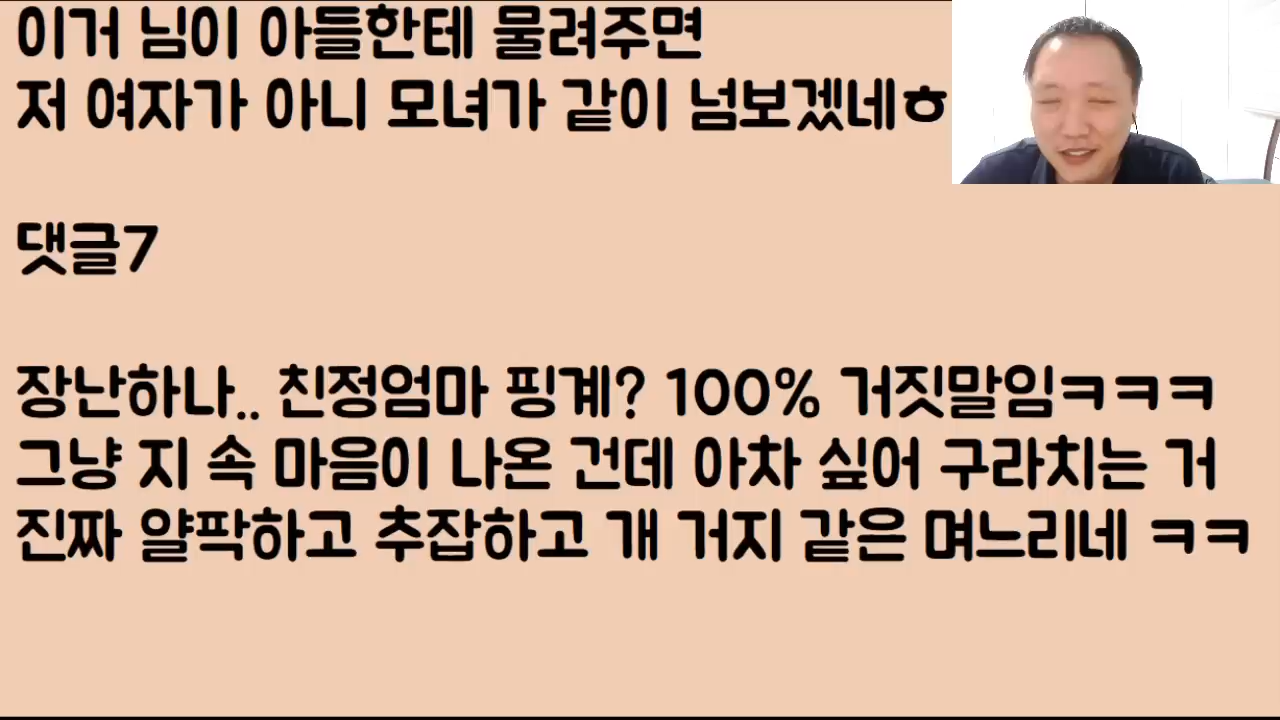 이거 님이 아들한테 물려주면
저 여자가 아니 모녀가 같이 넘보겠네ㅎ
댓글7
장난하나.. 친정엄마 핑계? 100% 거짓말임ㅋㅋㅋ
그냥 지 속 마음이 나온 건데 아차 싶어 구라치는 거
진짜 얄팍하고 추잡하고 개 거지 같은 며느리네 ㅋㅋ